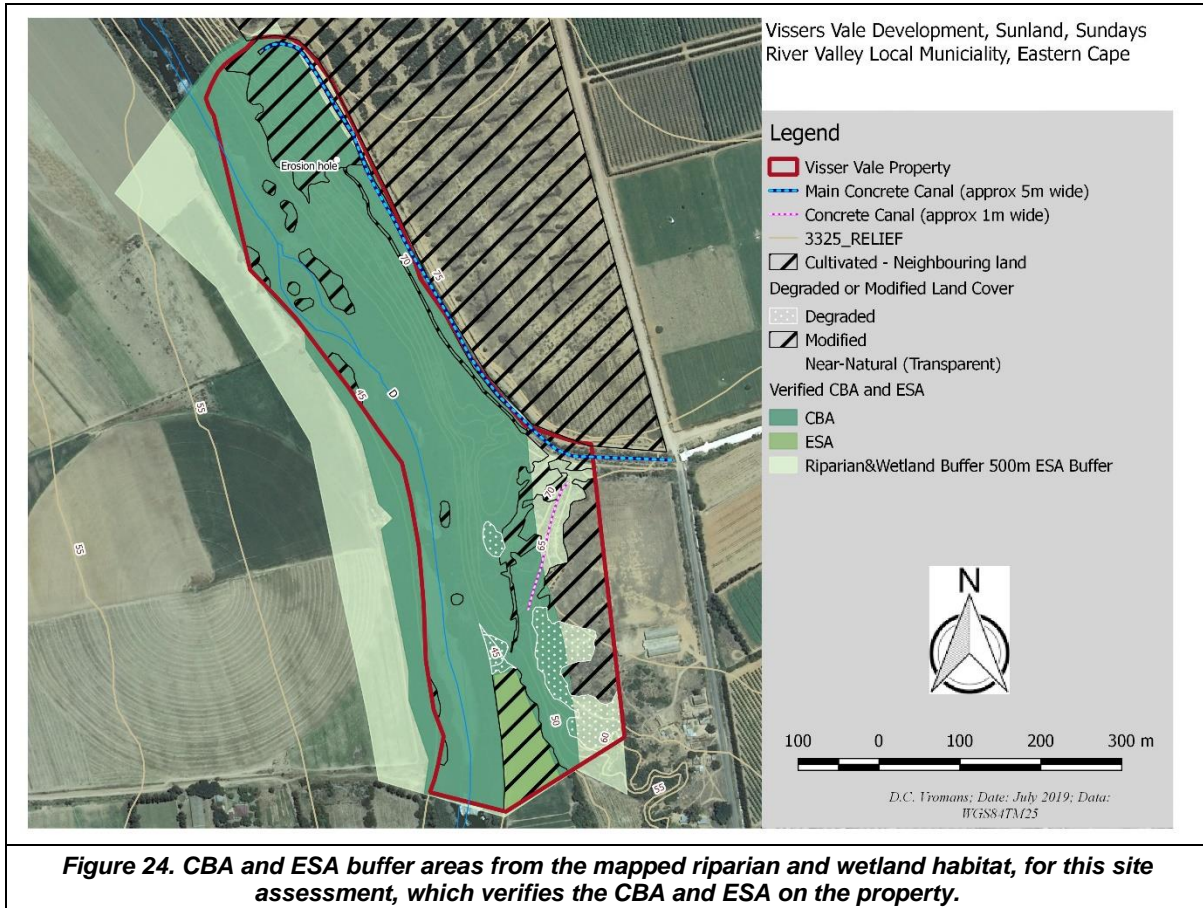 Vissers Vale Development, Sunland, Sundays
River Valley Local Municiality, Eastern Cape
Legend
Visser Vale Property
Main Concrete Canal (approx 5m wide)
Concrete Canal (approx 1m wide)
3325_RELIEF
Cultivated - Neighbouring land
Degraded or Modified Land Cover
Degraded
Modified
Near-Natural (Transparent)
Verified CBA and ESA
CBA
ESA
Riparian&Wetland Buffer 500m ESA Buffer
N
100 0 100 200 300 m
D.C. Vromans; Date: July 2019; Data:
WGS84TM25
Erosion hole
70
75
45
D
55
55
70
65
45
50
60
55
Figure 24. CBA and ESA buffer areas from the mapped riparian and wetland habitat, for this site
assessment, which verifies the CBA and ESA on the property.